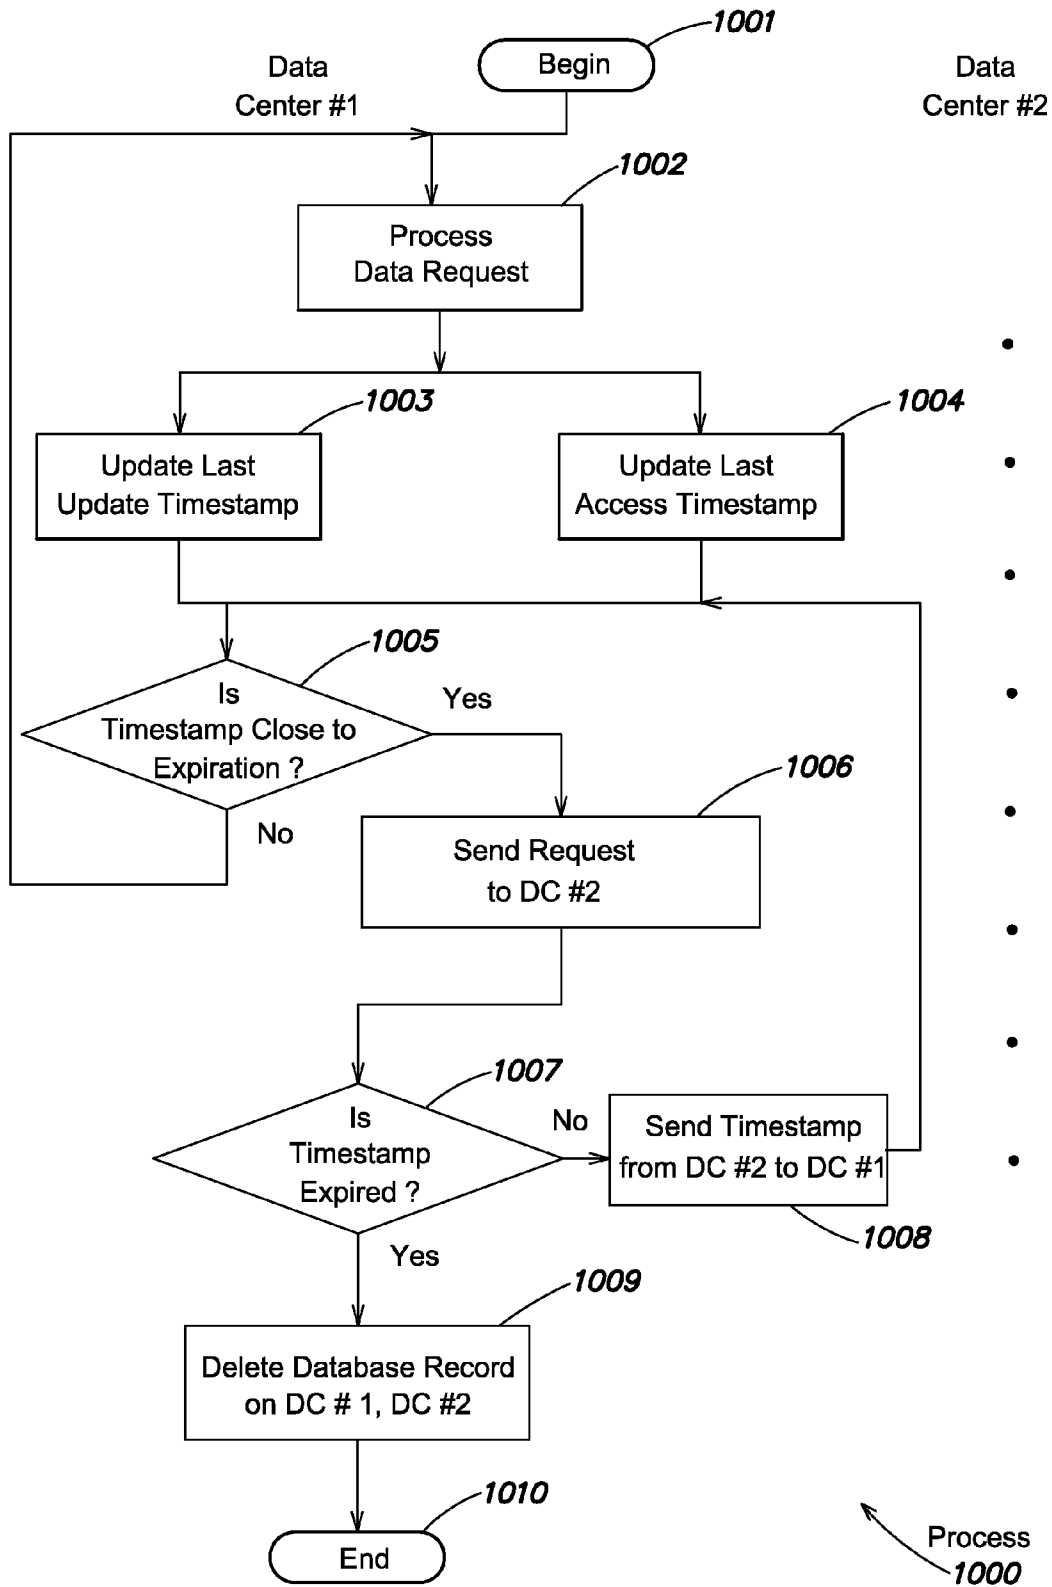 1001
Begin
Data
Center #1
Data
Center #2
1002
Process
Data Request
1003
Update Last
Update Timestamp
1004
Update Last
Access Timestamp
1005
Is
Timestamp Close to
Expiration ?
Yes
No
1006
Send Request
to DC #2
1007
Is
Timestamp
Expired ?
No
Send Timestamp
from DC #2 to DC #1
1008
Yes
1009
Delete Database Record
on DC # 1, DC #2
1010
End
Process
1000